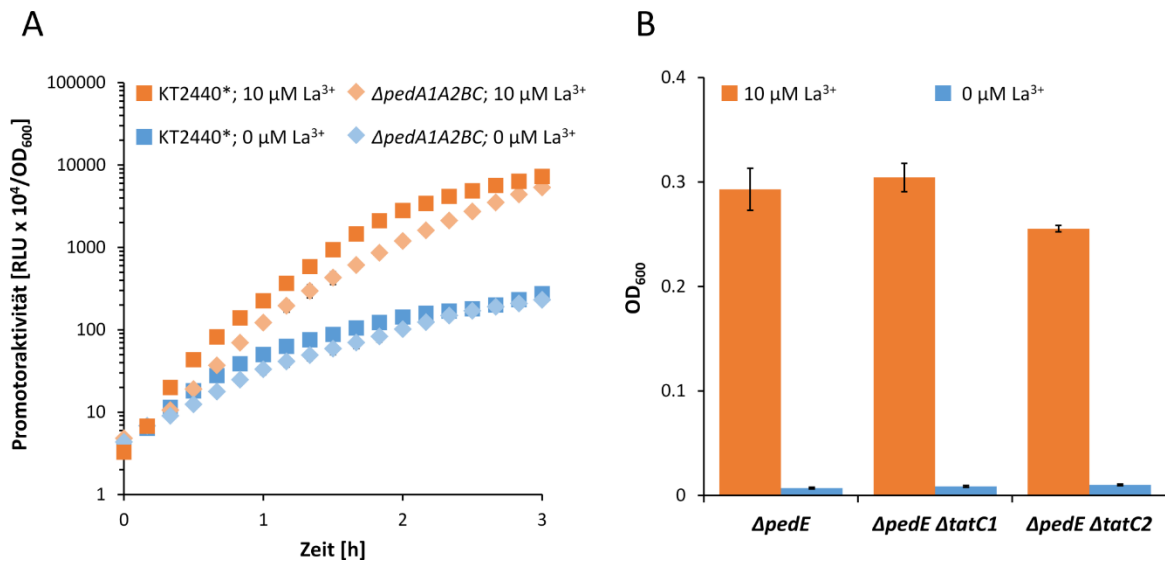 A
Promotoraktivität [RLU x 10⁴/OD₆₀₀]
100000
10000
1000
100
10
1
KT2440*; 10 µM La³⁺
ΔpedA1A2BC; 10 µM La³⁺
KT2440*; 0 µM La³⁺
ΔpedA1A2BC; 0 µM La³⁺
0
1
2
3
Zeit [h]
B
OD₆₀₀
0.4
0.3
0.2
0.1
0
10 µM La³⁺
0 µM La³⁺
ΔpedE
ΔpedE ΔtatC1
ΔpedE ΔtatC2